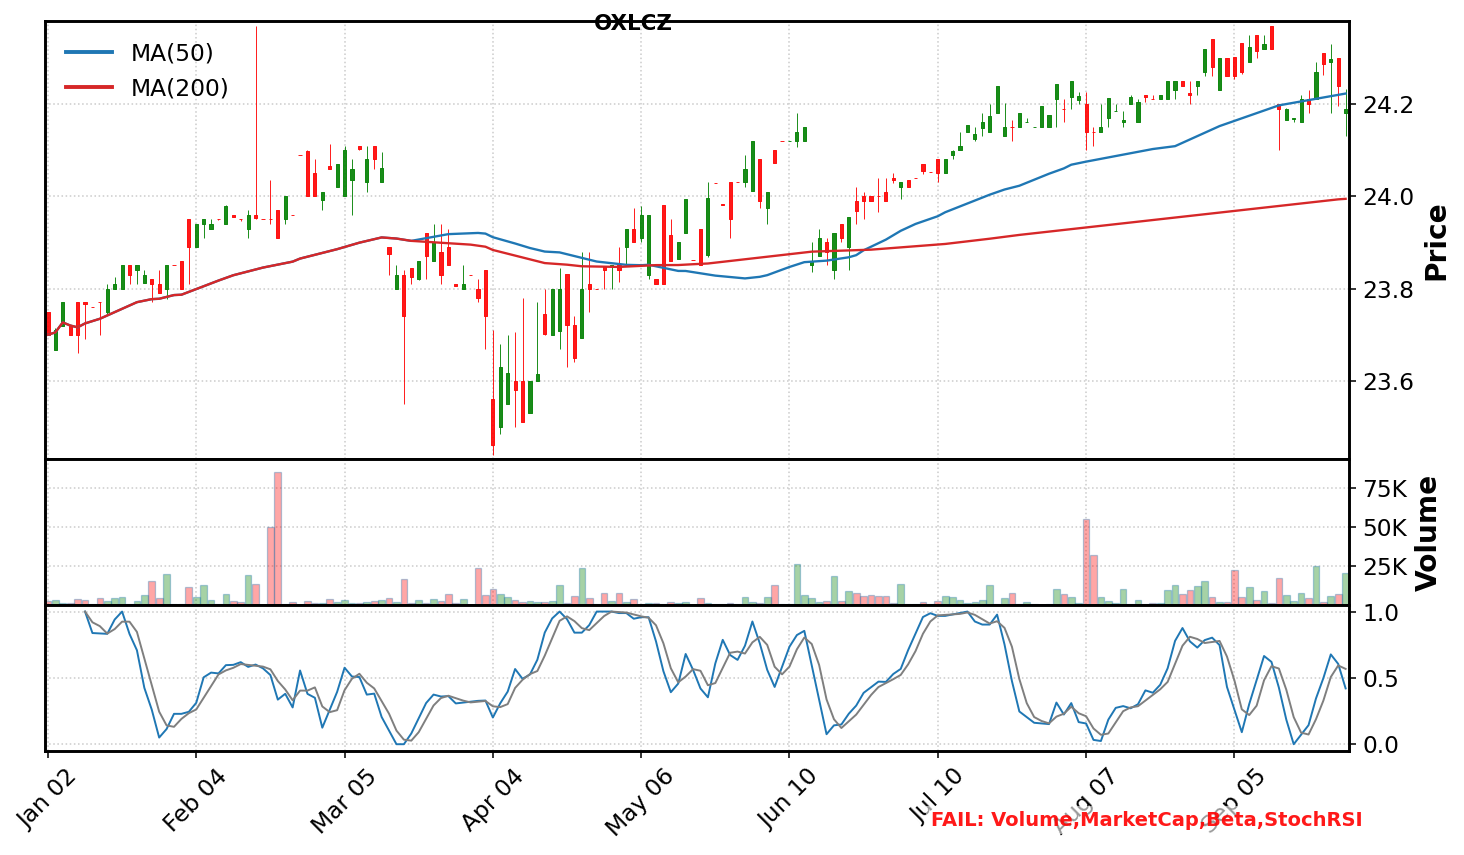 OXLCZ
MA(50)
MA(200)
24.2
24.0
23.8
23.6
Price
75K
50K
25K
Volume
1.0
0.5
0.0
Jan 02
Feb 04
Mar 05
Apr 04
May 06
Jun 10
Jul 10
Aug 07
Sep 05
FAIL: Volume,MarketCap,Beta,StochRSI